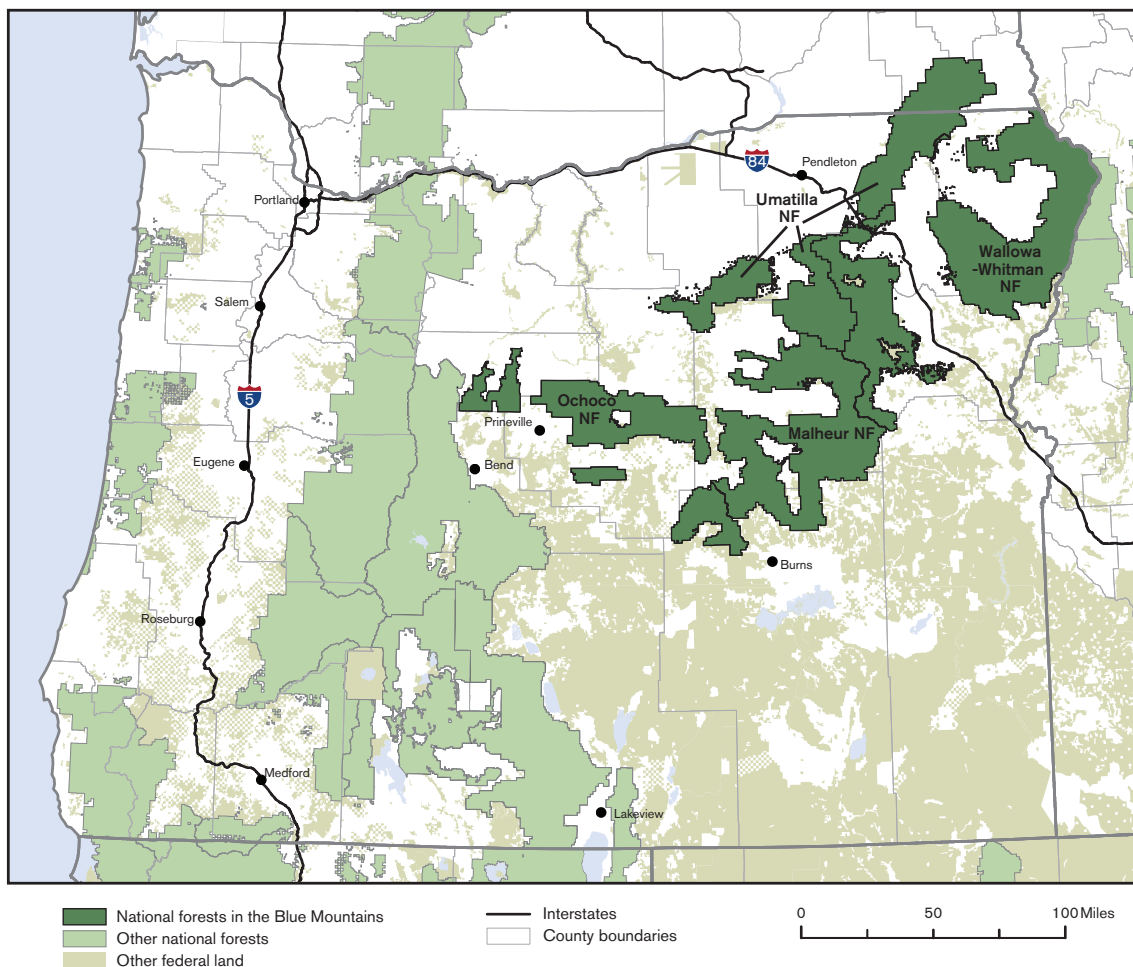 84
Pendleton
Umatilla
NF
Portland
Wallowa
-Whitman
NF
Salem
5
Ochoco
NF
Prineville
Malheur NF
Eugene
Bend
Burns
Roseburg
Medford
Lakeview
National forests in the Blue Mountains
Other national forests
Other federal land
Interstates
County boundaries
0 50 100 Miles